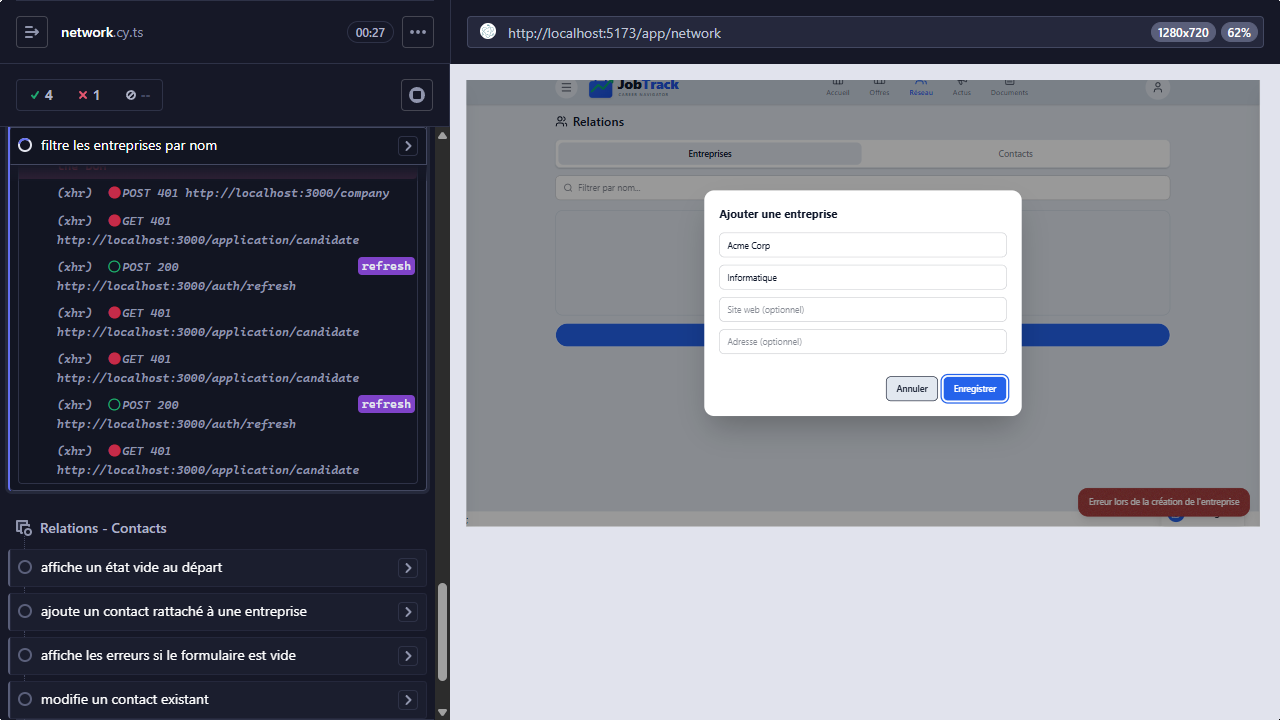 network.cy.ts
00:27
4
1
--
filtre les entreprises par nom
(xhr) POST 401 http://localhost:3000/company
(xhr) GET 401
http://localhost:3000/application/candidate
(xhr) POST 200 refresh
http://localhost:3000/auth/refresh
(xhr) GET 401
http://localhost:3000/application/candidate
(xhr) GET 401
http://localhost:3000/application/candidate
(xhr) POST 200 refresh
http://localhost:3000/auth/refresh
(xhr) GET 401
http://localhost:3000/application/candidate
Relations - Contacts
affiche un état vide au départ
ajoute un contact rattaché à une entreprise
affiche les erreurs si le formulaire est vide
modifie un contact existant
http://localhost:5173/app/network
1280x720
62%
JobTrack
CAREER NAVIGATOR
Accueil
Offres
Réseau
Actus
Documents
Relations
Entreprises
Contacts
Filtrer par nom...
Ajouter une entreprise
Acme Corp
Informatique
Site web (optionnel)
Adresse (optionnel)
Annuler
Enregistrer
Erreur lors de la création de l'entreprise